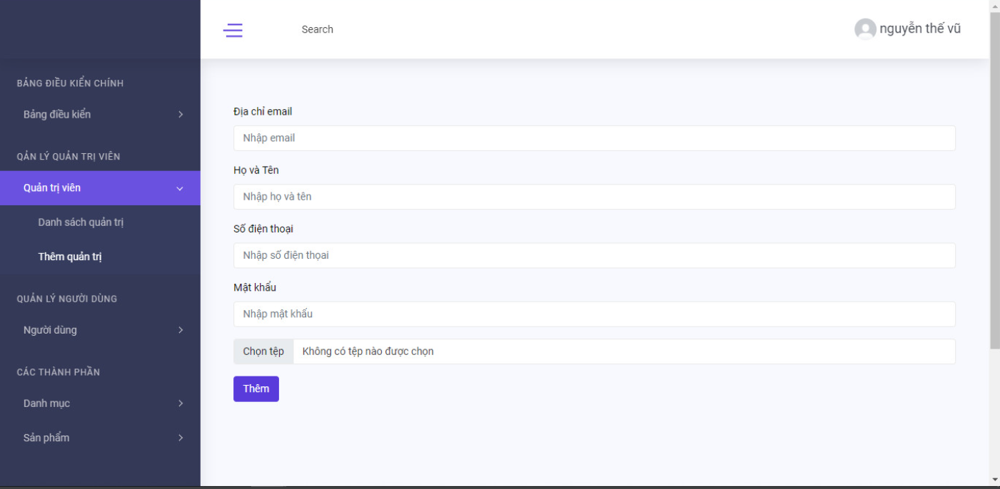 Search
nguyễn thế vũ
BẢNG ĐIỀU KIỂN CHÍNH
Bảng điều kiển
QẢN LÝ QUẢN TRỊ VIÊN
Quản trị viên
Danh sách quản trị
Thêm quản trị
QUẢN LÝ NGƯỜI DÙNG
Người dùng
CÁC THÀNH PHẦN
Danh mục
Sản phẩm
Địa chỉ email
Nhập email
Họ và Tên
Nhập họ và tên
Số điện thoại
Nhập số điện thọai
Mật khẩu
Nhập mật khẩu
Chọn tệp Không có tệp nào được chọn
Thêm